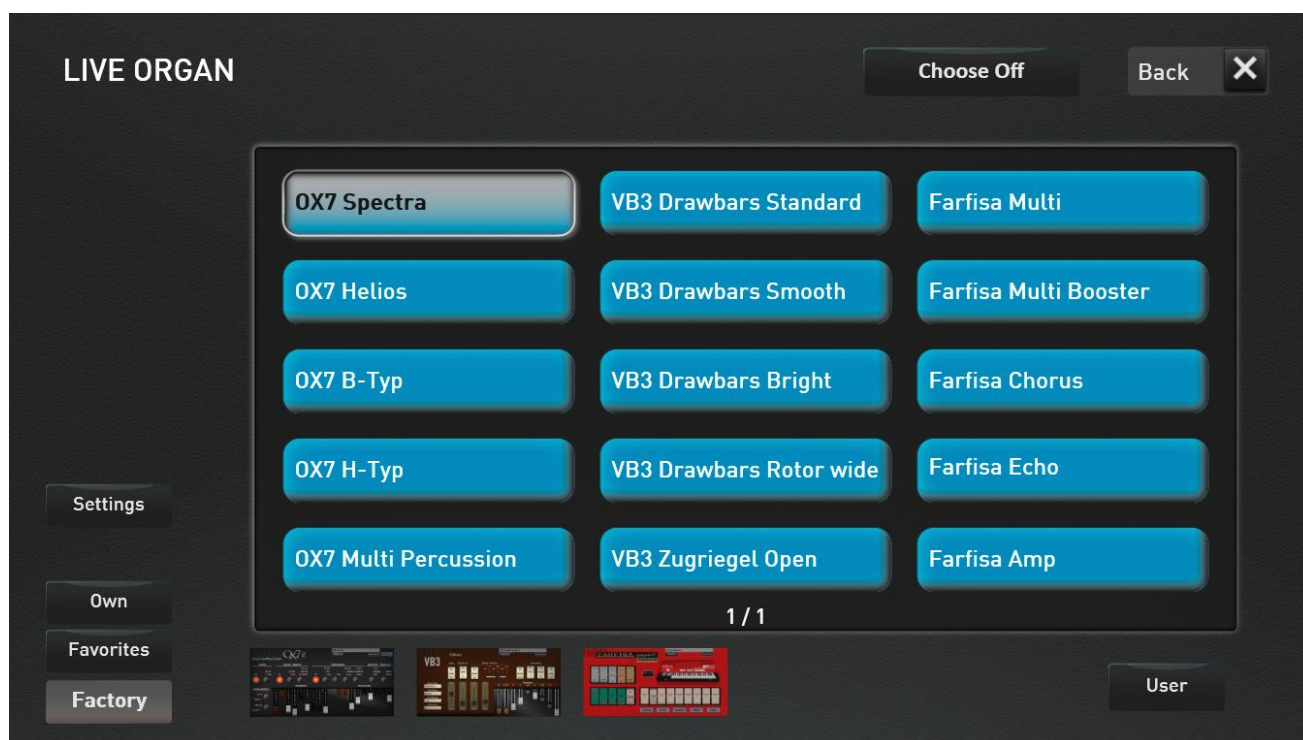 LIVE ORGAN
Choose Off
Back
OX7 Spectra
VB3 Drawbars Standard
Farfisa Multi
OX7 Helios
VB3 Drawbars Smooth
Farfisa Multi Booster
OX7 B-Typ
VB3 Drawbars Bright
Farfisa Chorus
OX7 H-Typ
VB3 Drawbars Rotor wide
Farfisa Echo
Settings
OX7 Multi Percussion
VB3 Zugriegel Open
Farfisa Amp
Own
1 / 1
Favorites
VB3
Factory
User